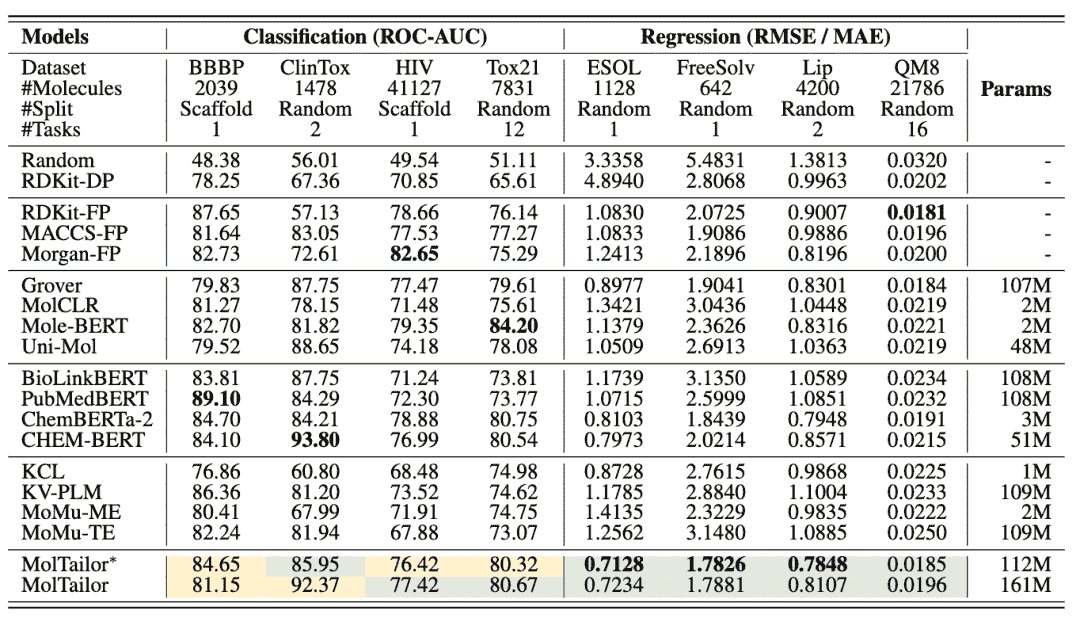 Models Classification (ROC-AUC) Regression (RMSE / MAE)
Dataset BBBP ClinTox HIV Tox21 ESOL FreeSolv Lip QM8
#Molecules 2039 1478 41127 7831 1128 642 4200 21786 Params
#Split Scaffold Random Scaffold Random Random Random Random Random
#Tasks 1 2 1 12 1 1 2 16
Random 48.38 56.01 49.54 51.11 3.3358 5.4831 1.3813 0.0320 -
RDKit-DP 78.25 67.36 70.85 65.61 4.8940 2.8068 0.9963 0.0202 -
RDKit-FP 87.65 57.13 78.66 76.14 1.0830 2.0725 0.9007 0.0181 -
MACCS-FP 81.64 83.05 77.53 77.27 1.0833 1.9086 0.9886 0.0196 -
Morgan-FP 82.73 72.61 82.65 75.29 1.2413 2.1896 0.8196 0.0200 -
Grover 79.83 87.75 77.47 79.61 0.8977 1.9041 0.8301 0.0184 107M
MolCLR 81.27 78.15 71.48 75.61 1.3421 3.0436 1.0448 0.0219 2M
Mole-BERT 82.70 81.82 79.35 84.20 1.1379 2.3626 0.8316 0.0221 2M
Uni-Mol 79.52 88.65 74.18 78.08 1.0509 2.6913 1.0363 0.0219 48M
BioLinkBERT 83.81 87.75 71.24 73.81 1.1739 3.1350 1.0589 0.0234 108M
PubMedBERT 89.10 84.29 72.30 73.77 1.0715 2.5999 1.0851 0.0232 108M
ChemBERTa-2 84.70 84.21 78.88 80.75 0.8103 1.8439 0.7948 0.0191 3M
CHEM-BERT 84.10 93.80 76.99 80.54 0.7973 2.0214 0.8571 0.0215 51M
KCL 76.86 60.80 68.48 74.98 0.8728 2.7615 0.9868 0.0225 1M
KV-PLM 86.36 81.20 73.52 74.62 1.1785 2.8840 1.1004 0.0233 109M
MoMu-ME 80.41 67.99 71.91 74.75 1.4135 2.3229 0.9835 0.0222 2M
MoMu-TE 82.24 81.94 67.88 73.07 1.2562 3.1480 1.0885 0.0250 109M
MolTailor* 84.65 85.95 76.42 80.32 0.7128 1.7826 0.7848 0.0185 112M
MolTailor 81.15 92.37 77.42 80.67 0.7234 1.7881 0.8107 0.0196 161M